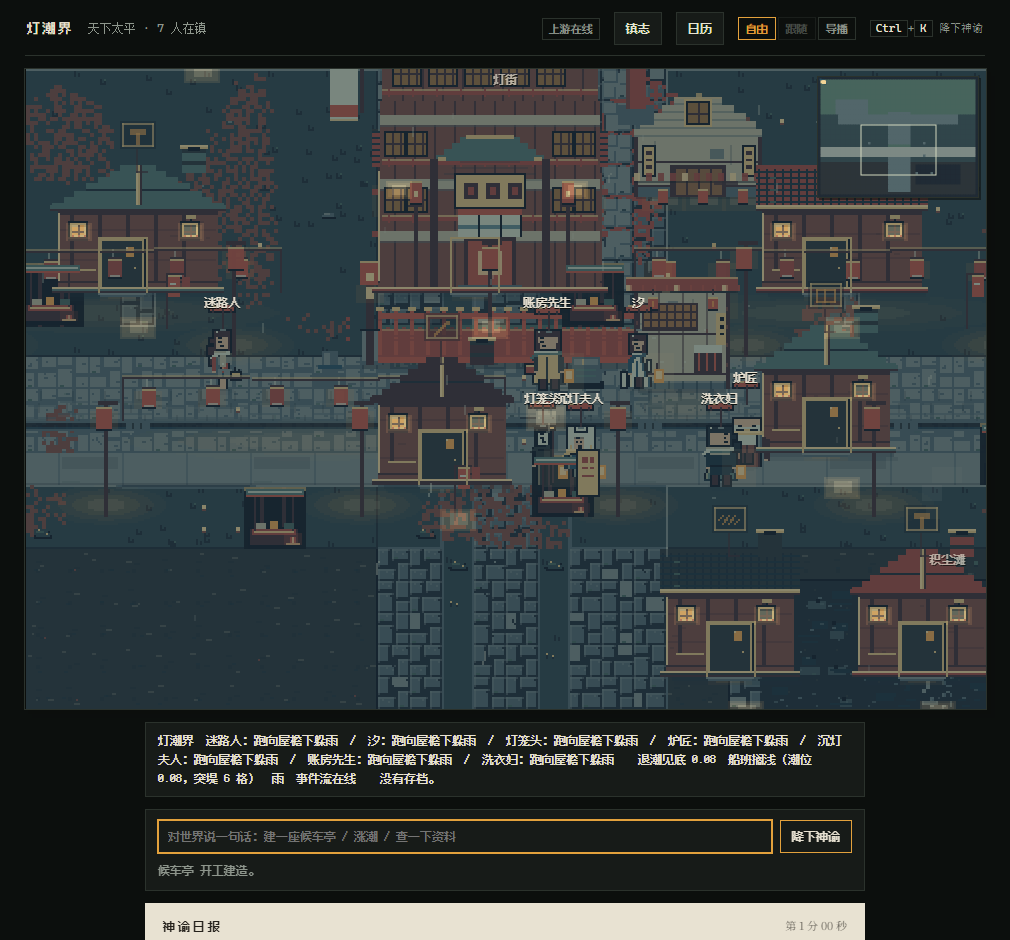 灯潮界 天下太平 · 7 人在镇 上游在线 镇志 日历 自由 跟随 导播 Ctrl + K 降下神谕
灯街
迷路人 账房先生 汐
炉匠
灯笼头 沉灯夫人 洗衣妇
积尘滩
灯潮界 迷路人: 跑向屋檐下躲雨 / 汐: 跑向屋檐下躲雨 / 灯笼头: 跑向屋檐下躲雨 / 炉匠: 跑向屋檐下躲雨 / 沉灯
夫人: 跑向屋檐下躲雨 / 账房先生: 跑向屋檐下躲雨 / 洗衣妇: 跑向屋檐下躲雨 退潮见底 0.08 船班搁浅 (潮位
0.08, 突堤 6 格) 雨 事件流在线 没有存档。
对世界说一句话: 建一座候车亭 / 涨潮 / 查一下资料 降下神谕
候车亭 开工建造。
神谕日报 第 1 分 00 秒